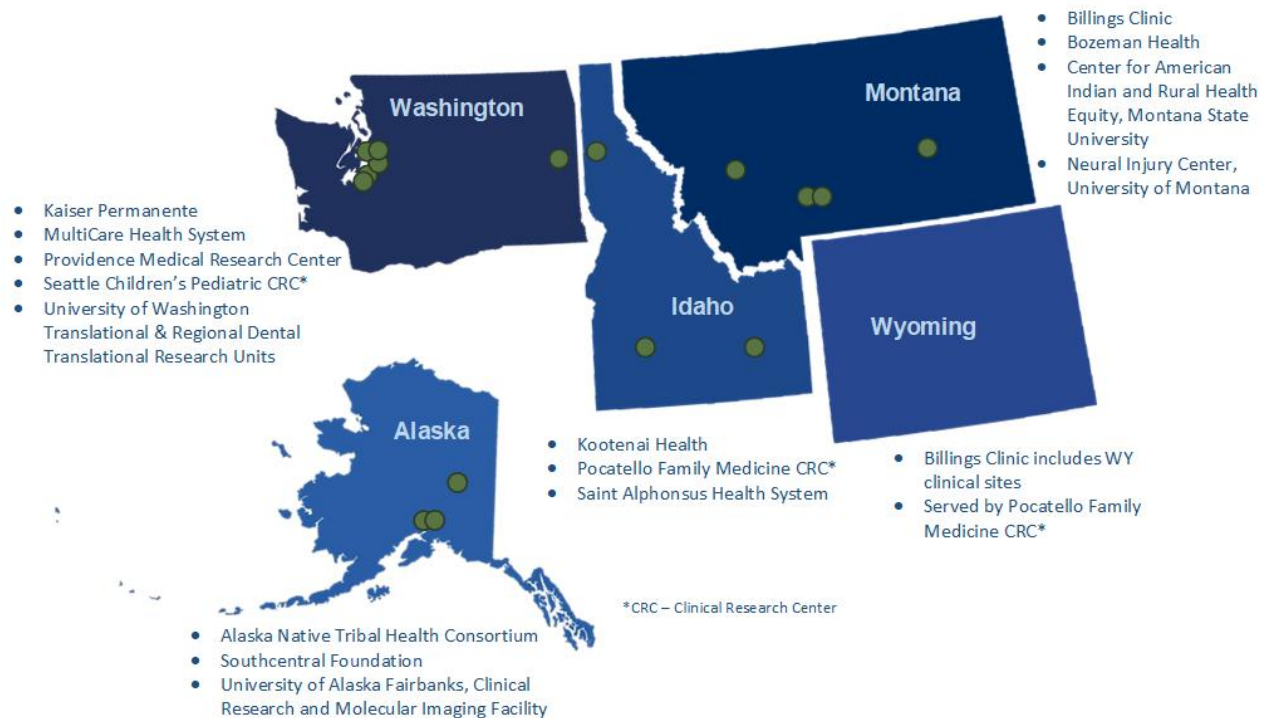 Washington
Montana
Idaho
Wyoming
Alaska
• Billings Clinic
• Bozeman Health
• Center for American
Indian and Rural Health
Equity, Montana State
University
• Neural Injury Center,
University of Montana
• Kaiser Permanente
• MultiCare Health System
• Providence Medical Research Center
• Seattle Children’s Pediatric CRC*
• University of Washington
Translational & Regional Dental
Translational Research Units
• Kootenai Health
• Pocatello Family Medicine CRC*
• Saint Alphonsus Health System
• Billings Clinic includes WY
clinical sites
• Served by Pocatello Family
Medicine CRC*
*CRC – Clinical Research Center
• Alaska Native Tribal Health Consortium
• Southcentral Foundation
• University of Alaska Fairbanks, Clinical
Research and Molecular Imaging Facility